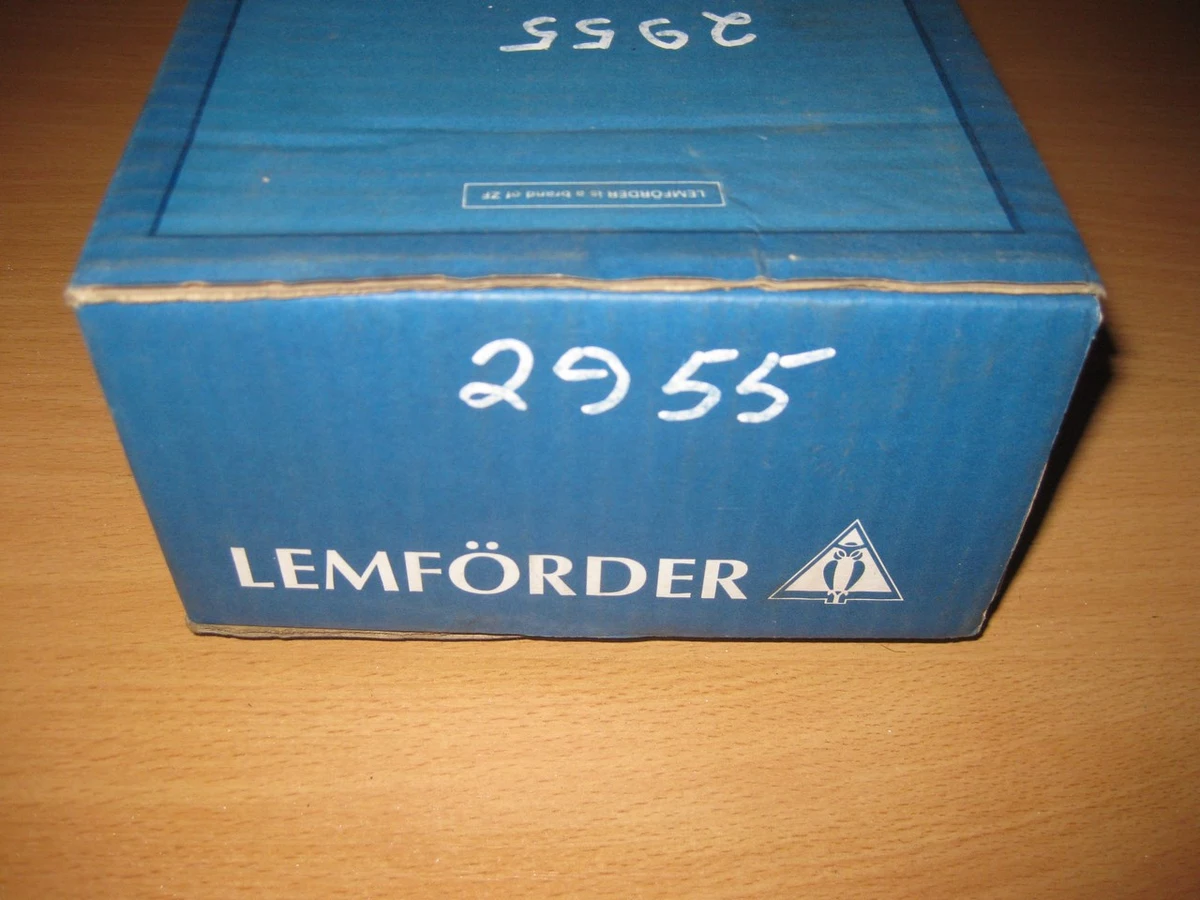 2955
LEMFÖRDER is a brand of ZF
2955
LEMFÖRDER